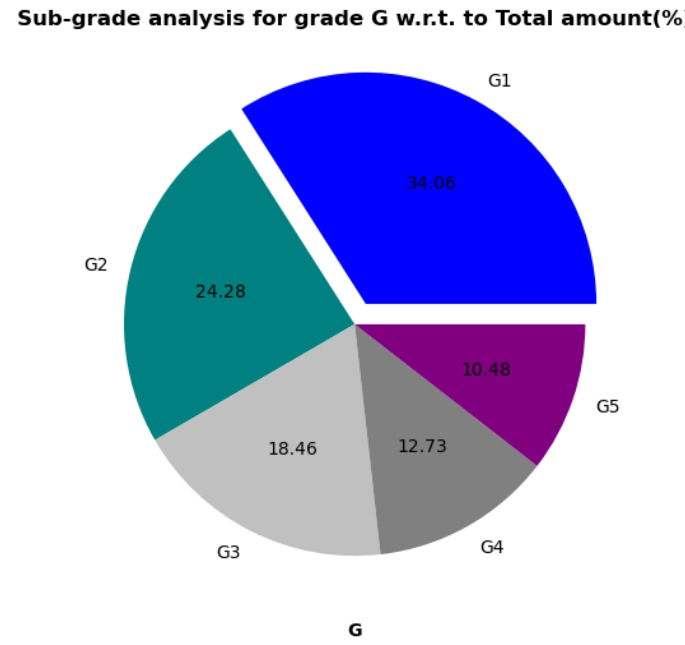 Sub-grade analysis for grade G w.r.t. to Total amount(%)
G1
34.06
G2
24.28
10.48
G5
18.46
12.73
G3
G4
G